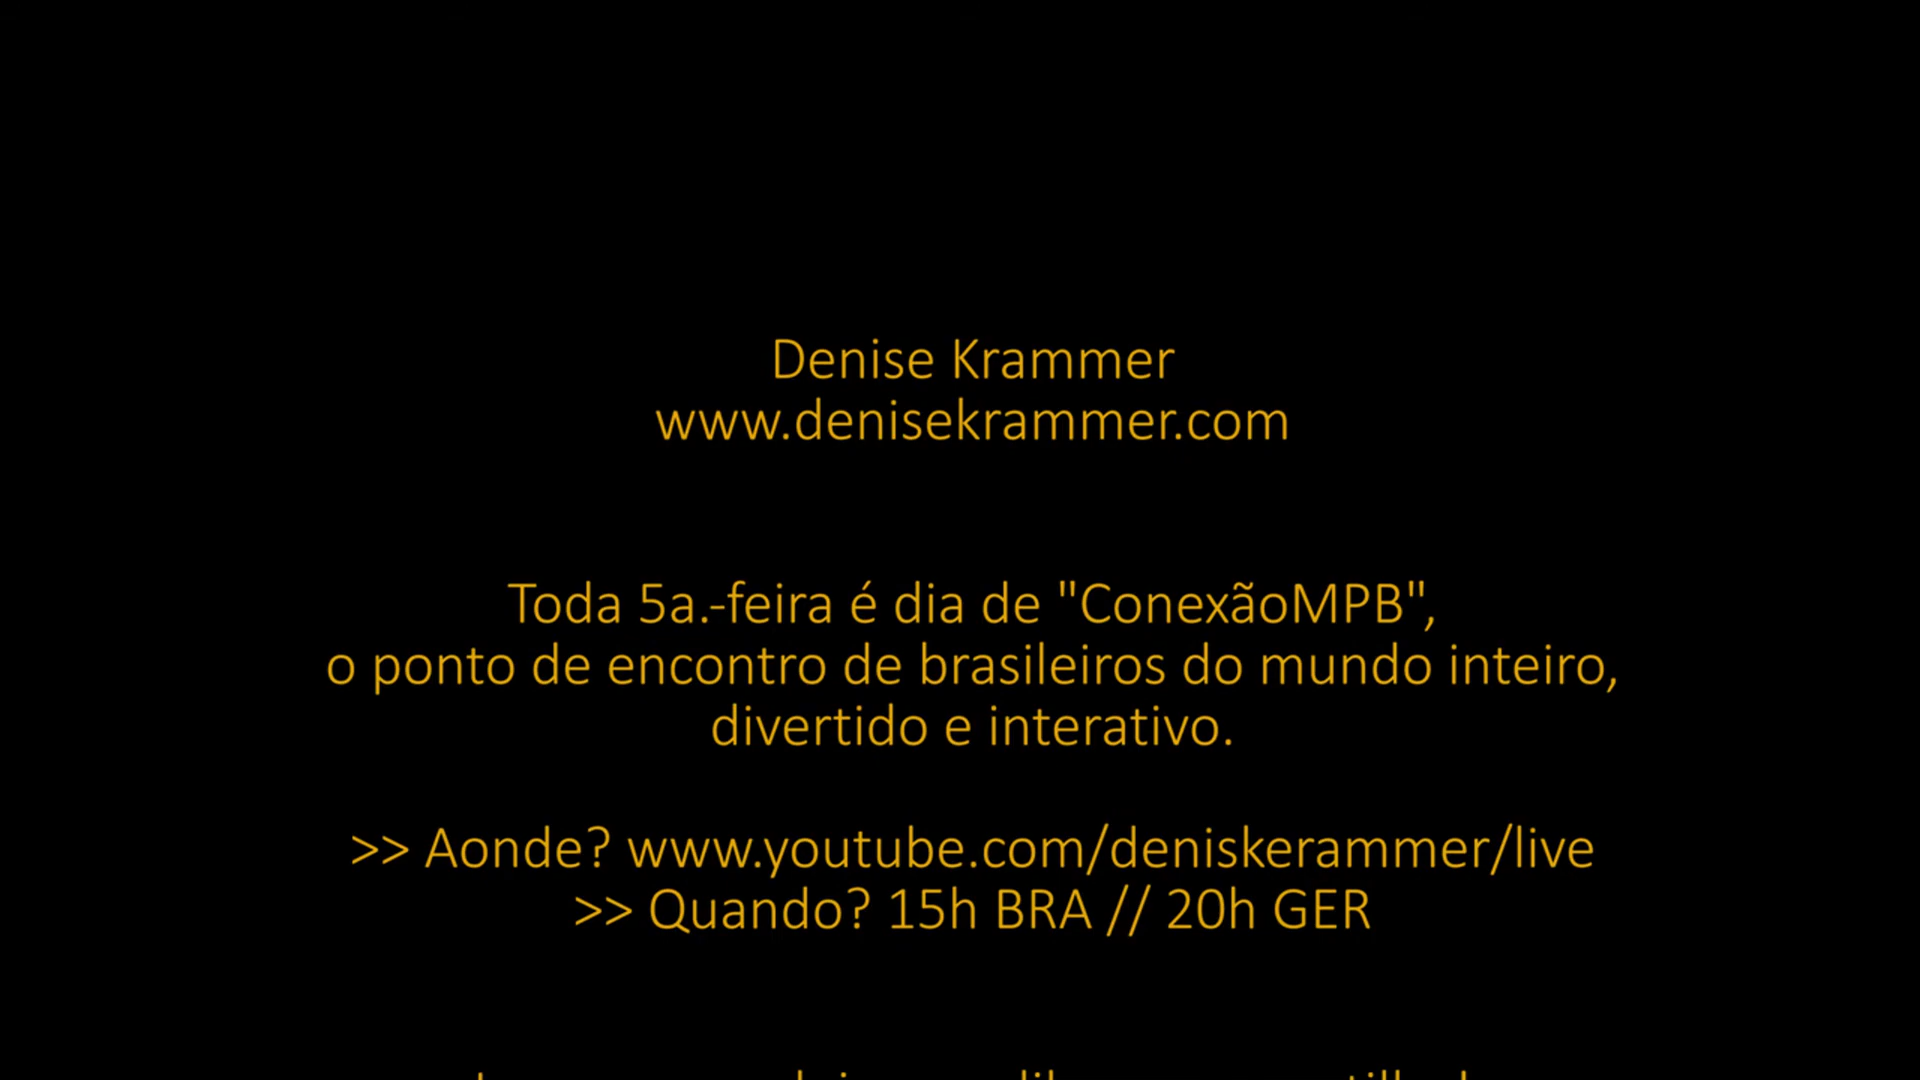 Denise Krammer
www.denisekrammer.com
Toda 5a.-feira é dia de "ConexãoMPB",
o ponto de encontro de brasileiros do mundo inteiro,
divertido e interativo.
>> Aonde? www.youtube.com/deniskerammer/live
>> Quando? 15h BRA // 20h GER